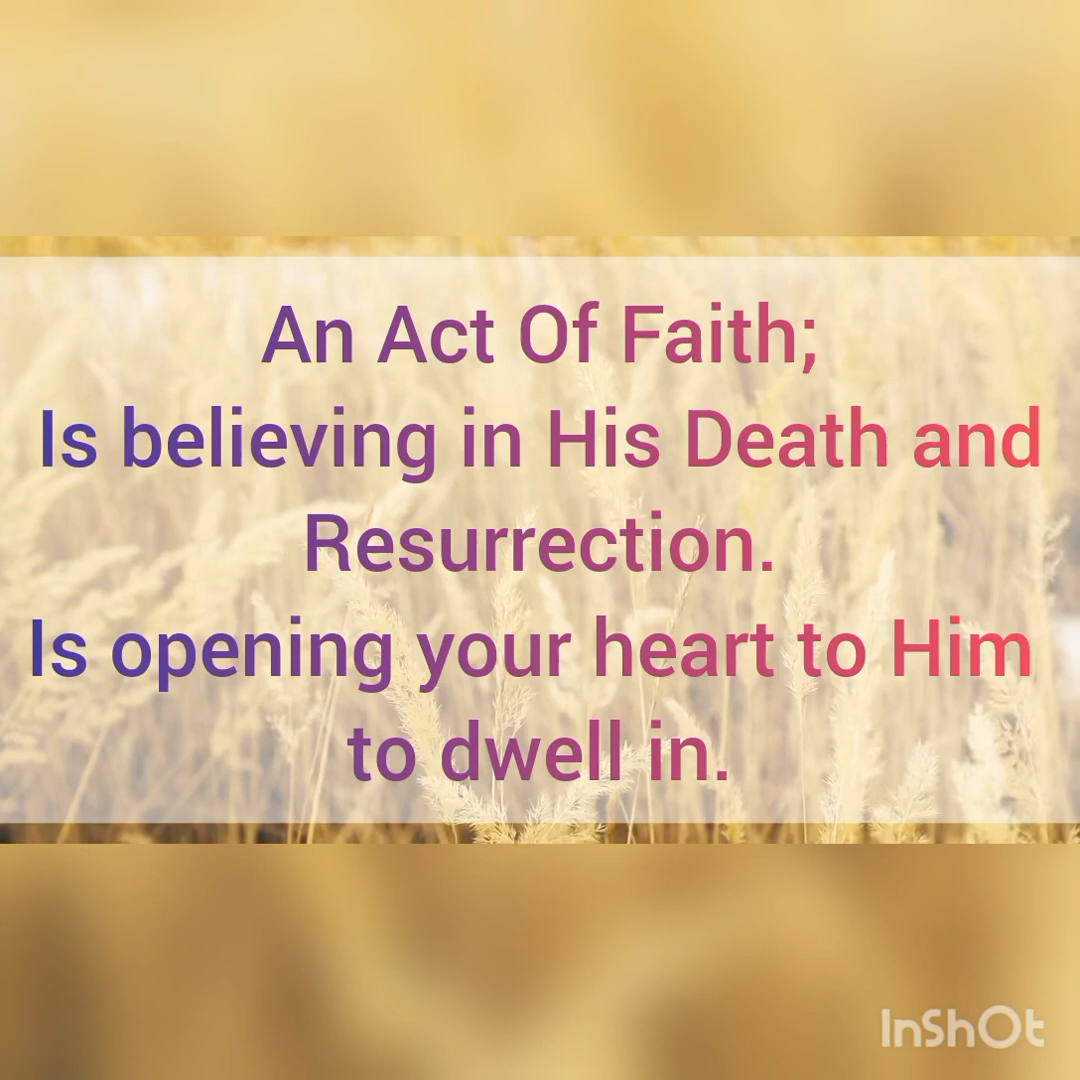 An Act Of Faith;
Is believing in His Death and
Resurrection.
Is opening your heart to Him
to dwell in.
InShOt